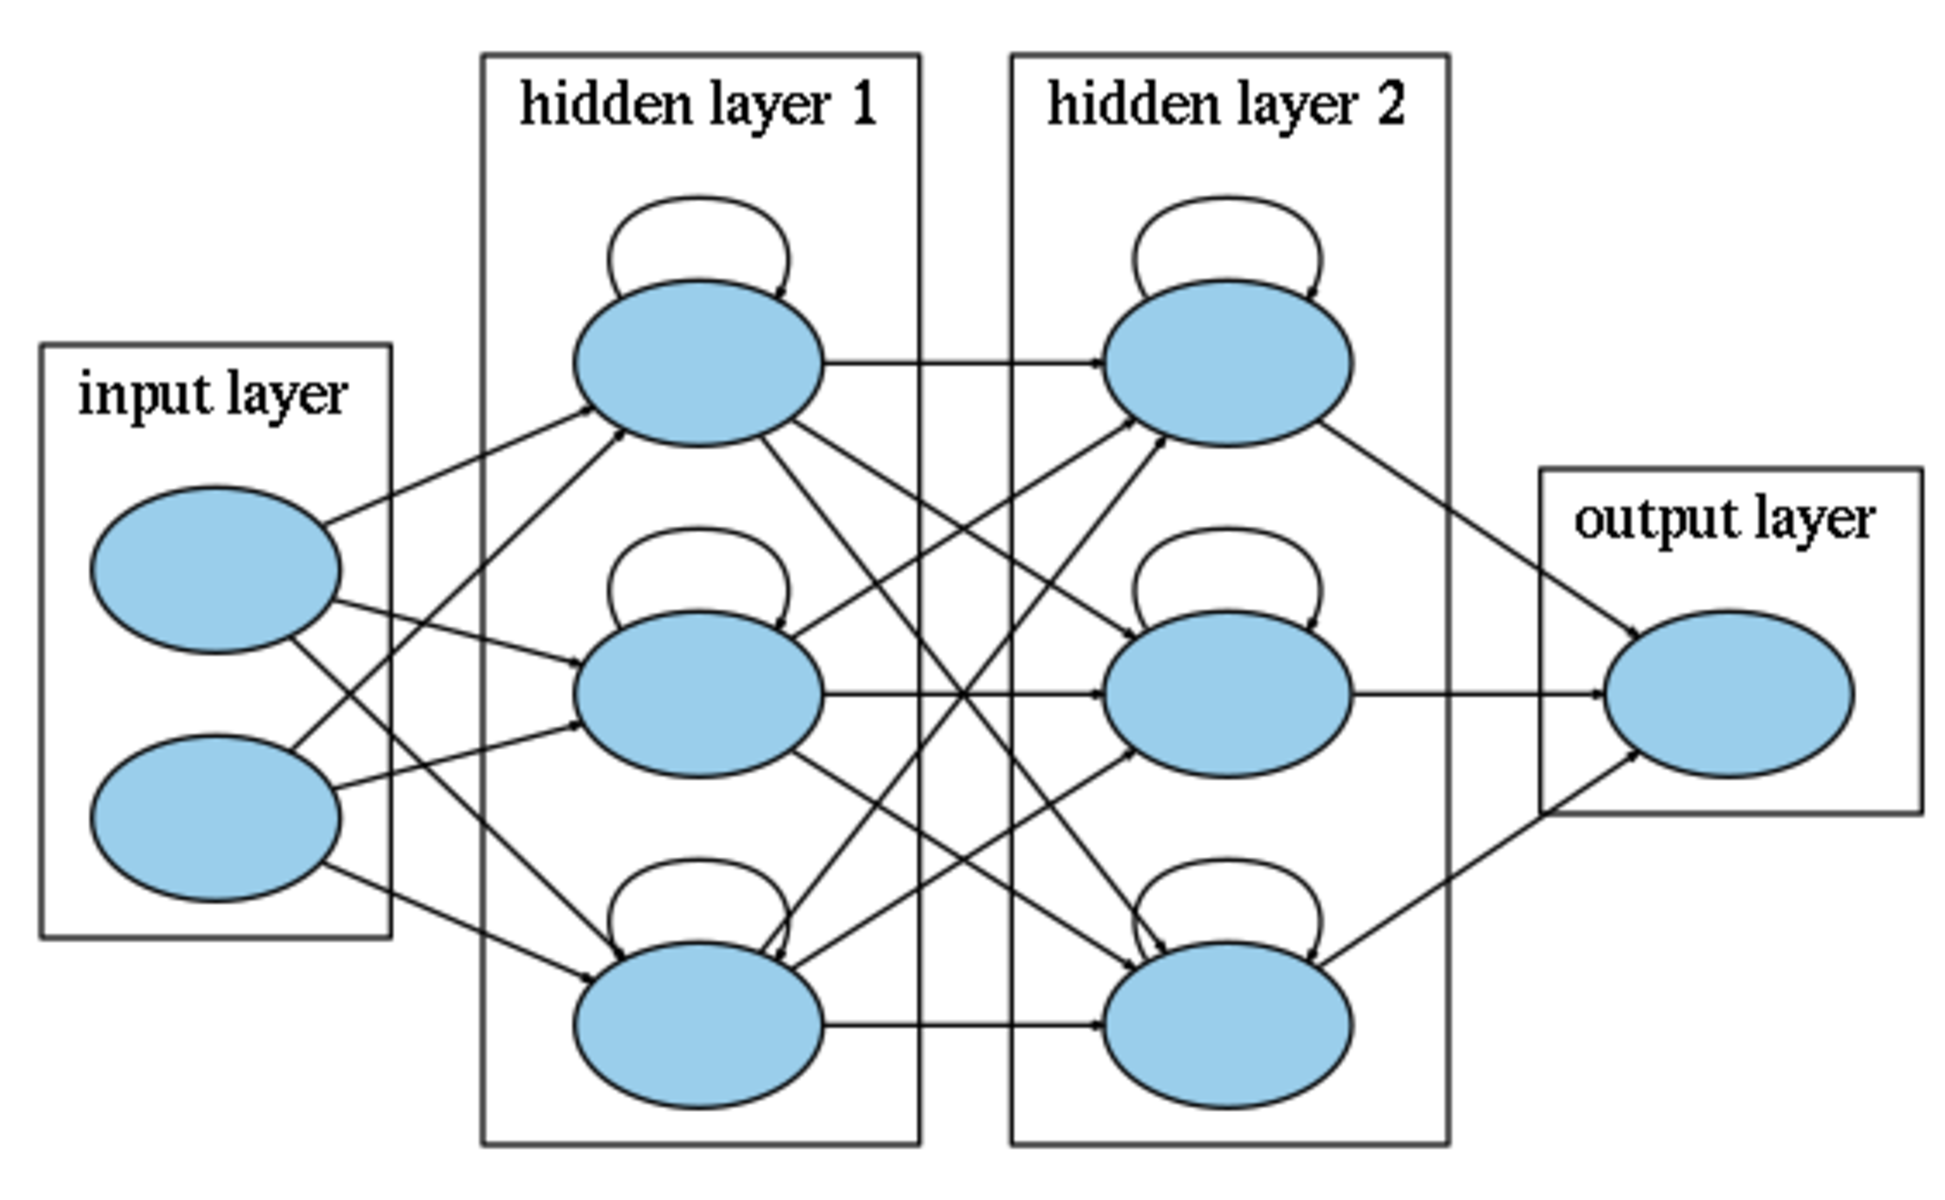 input layer
hidden layer 1
hidden layer 2
output layer